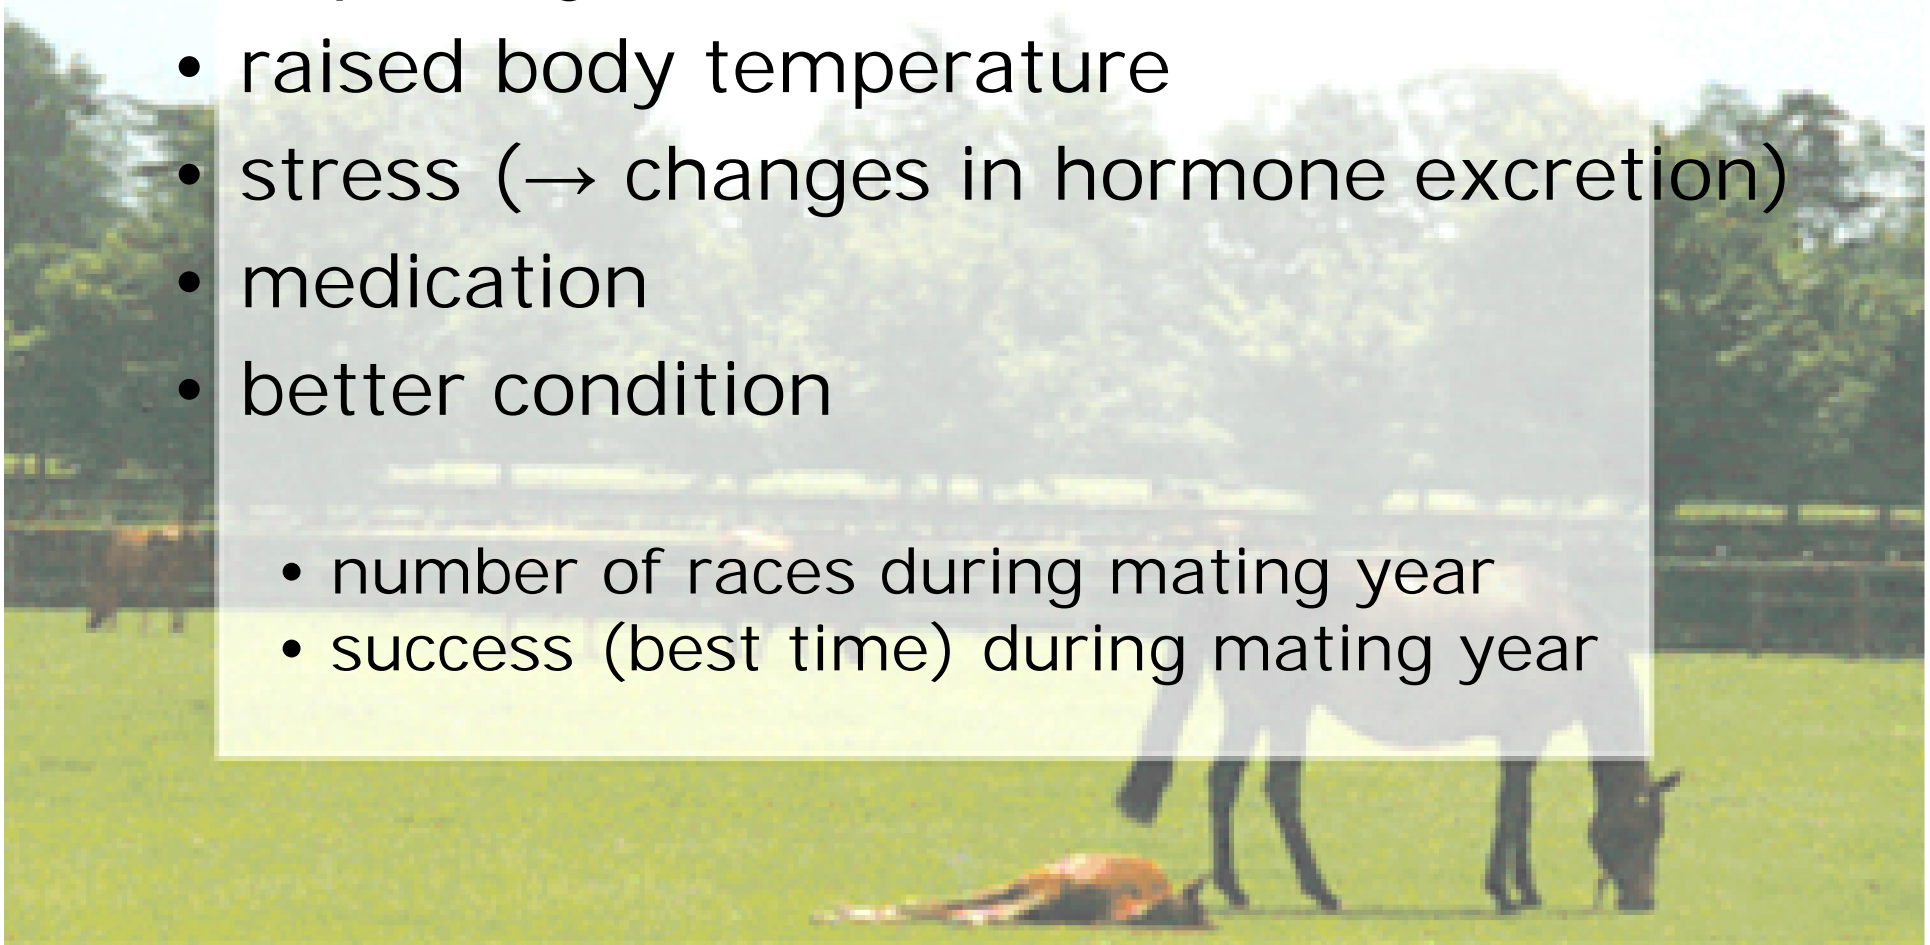 • raised body temperature
• stress (→ changes in hormone excretion)
• medication
• better condition
• number of races during mating year
• success (best time) during mating year